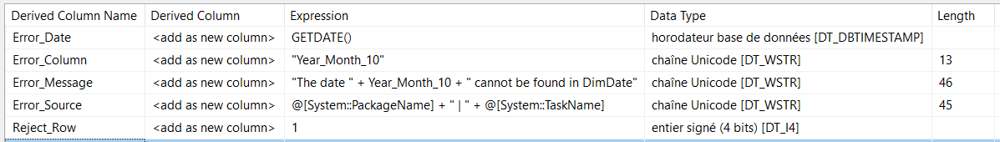 Derived Column Name Derived Column Expression Data Type Length
Error_Date <add as new column> GETDATE() horodateur base de données [DT_DBTIMESTAMP]
Error_Column <add as new column> "Year_Month_10" chaîne Unicode [DT_WSTR] 13
Error_Message <add as new column> "The date " + Year_Month_10 + " cannot be found in DimDate" chaîne Unicode [DT_WSTR] 46
Error_Source <add as new column> @[System::PackageName] + " | " + @[System::TaskName] chaîne Unicode [DT_WSTR] 45
Reject_Row <add as new column> 1 entier signé (4 bits) [DT_I4]